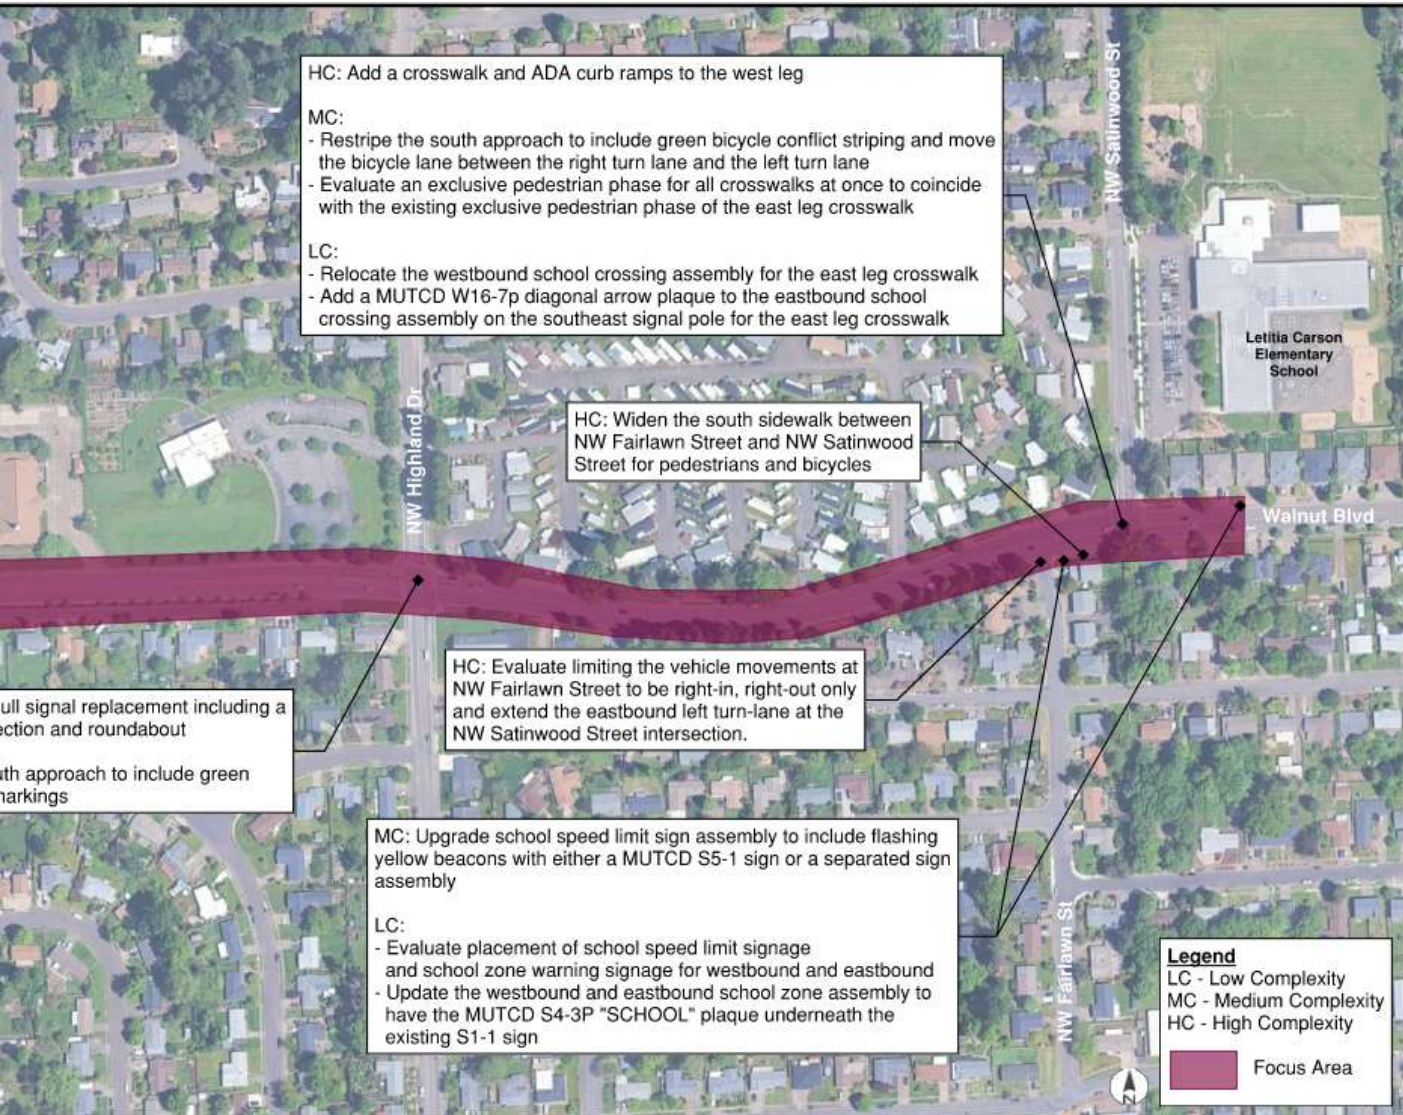 HC: Add a crosswalk and ADA curb ramps to the west leg
MC:
- Restripe the south approach to include green bicycle conflict striping and move
the bicycle lane between the right turn lane and the left turn lane
- Evaluate an exclusive pedestrian phase for all crosswalks at once to coincide
with the existing exclusive pedestrian phase of the east leg crosswalk
LC:
- Relocate the westbound school crossing assembly for the east leg crosswalk
- Add a MUTCD W16-7p diagonal arrow plaque to the eastbound school
crossing assembly on the southeast signal pole for the east leg crosswalk
NW Satinwood St
Letitia Carson
Elementary
School
NW Highland Dr
HC: Widen the south sidewalk between
NW Fairlawn Street and NW Satinwood
Street for pedestrians and bicycles
Walnut Blvd
HC: Evaluate limiting the vehicle movements at
NW Fairlawn Street to be right-in, right-out only
and extend the eastbound left turn-lane at the
NW Satinwood Street intersection.
ull signal replacement including a
ection and roundabout
uth approach to include green
narkings
MC: Upgrade school speed limit sign assembly to include flashing
yellow beacons with either a MUTCD S5-1 sign or a separated sign
assembly
LC:
- Evaluate placement of school speed limit signage
and school zone warning signage for westbound and eastbound
- Update the westbound and eastbound school zone assembly to
have the MUTCD S4-3P "SCHOOL" plaque underneath the
existing S1-1 sign
NW Fairlawn St
Legend
LC - Low Complexity
MC - Medium Complexity
HC - High Complexity
Focus Area
N